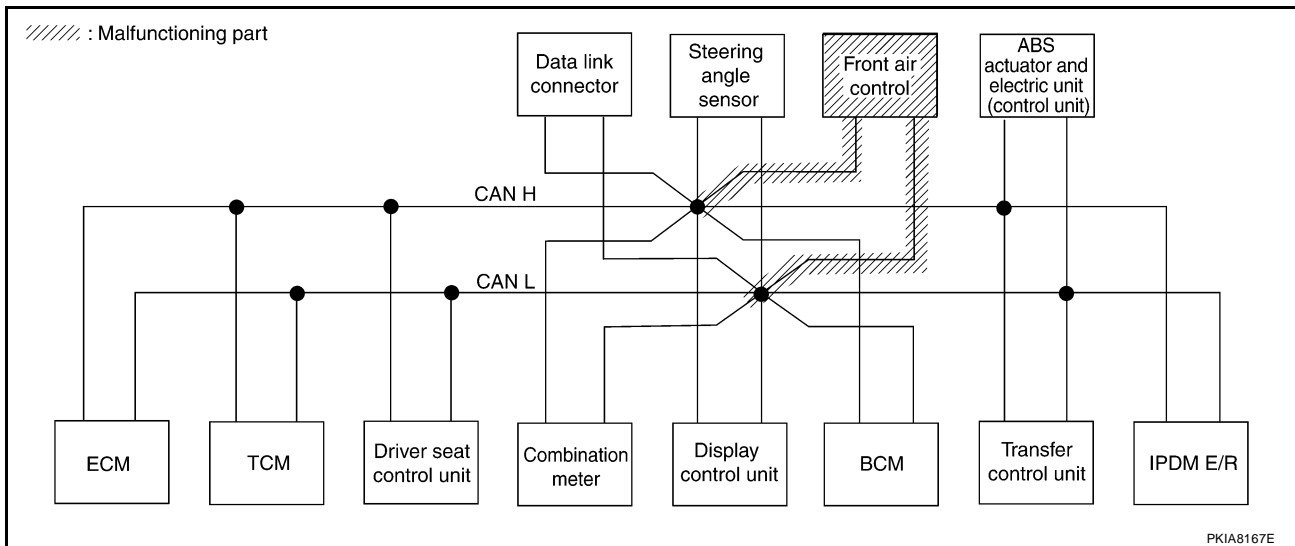 : Malfunctioning part
Data link
connector
Steering
angle
sensor
Front air
control
ABS
actuator and
electric unit
(control unit)
CAN H
CAN L
ECM
TCM
Driver seat
control unit
Combination
meter
Display
control unit
BCM
Transfer
control unit
IPDM E/R
PKIA8167E